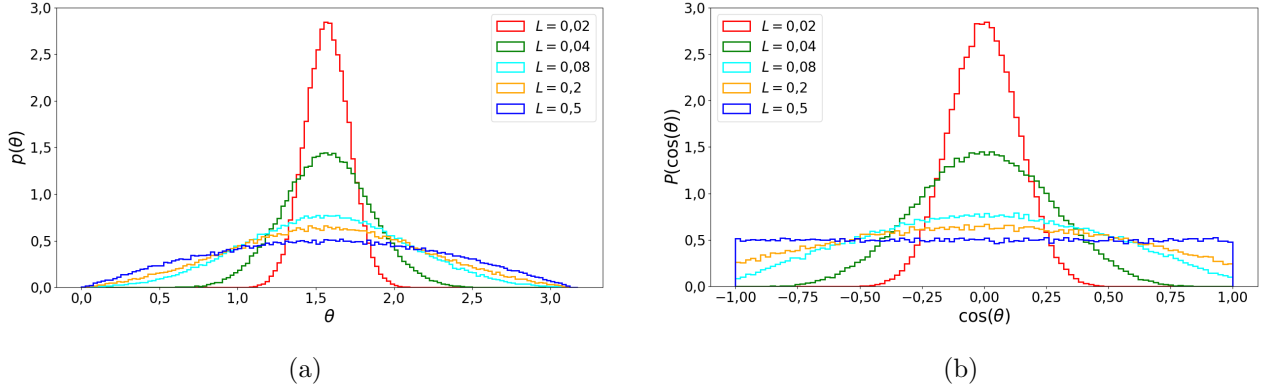 3,0
2,5
2,0
1,5
1,0
0,5
0,0
p(θ)
0,0 0,5 1,0 1,5 2,0 2,5 3,0
θ
L = 0,02
L = 0,04
L = 0,08
L = 0,2
L = 0,5
(a)
3,0
2,5
2,0
1,5
1,0
0,5
0,0
P(cos(θ))
−1,00 −0,75 −0,50 −0,25 0,00 0,25 0,50 0,75 1,00
cos(θ)
L = 0,02
L = 0,04
L = 0,08
L = 0,2
L = 0,5
(b)